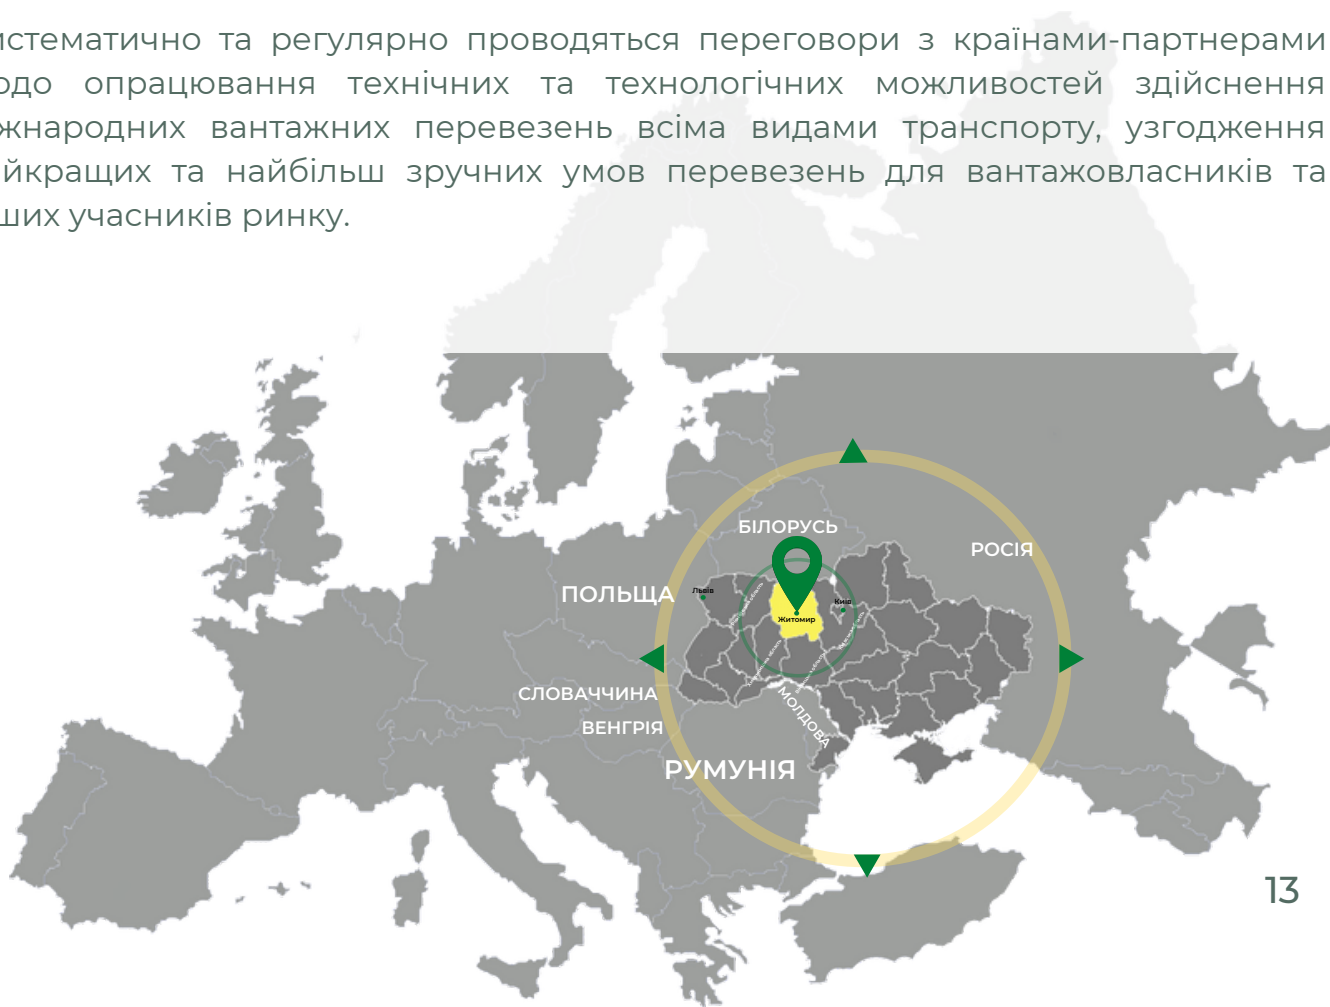 истематично та регулярно проводяться переговори з країнами-партнерами
одо опрацювання технічних та технологічних можливостей здійснення
жнародних вантажних перевезень всіма видами транспорту, узгодження
йкращих та найбільш зручних умов перевезень для вантажовласників та
ших учасників ринку.
БІЛОРУСЬ
РОСІЯ
ПОЛЬЩА
Львів
Київ
Житомир
СЛОВАЧЧИНА
МОЛДОВА
ВЕНГРІЯ
РУМУНІЯ
13